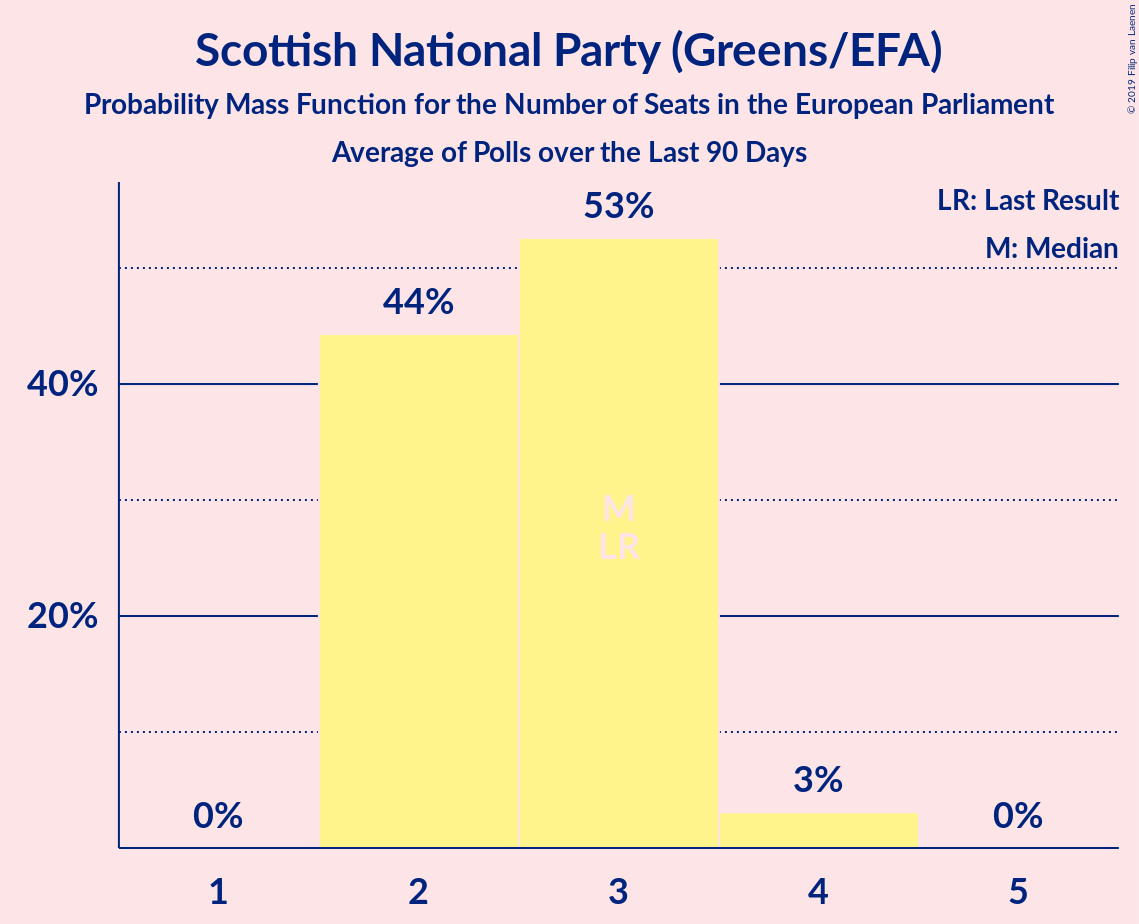 © 2019 Filip van Laenen
Scottish National Party (Greens/EFA)
Probability Mass Function for the Number of Seats in the European Parliament
Average of Polls over the Last 90 Days
LR: Last Result
M: Median
53%
44%
40%
M
LR
20%
3%
0%
0%
1 2 3 4 5